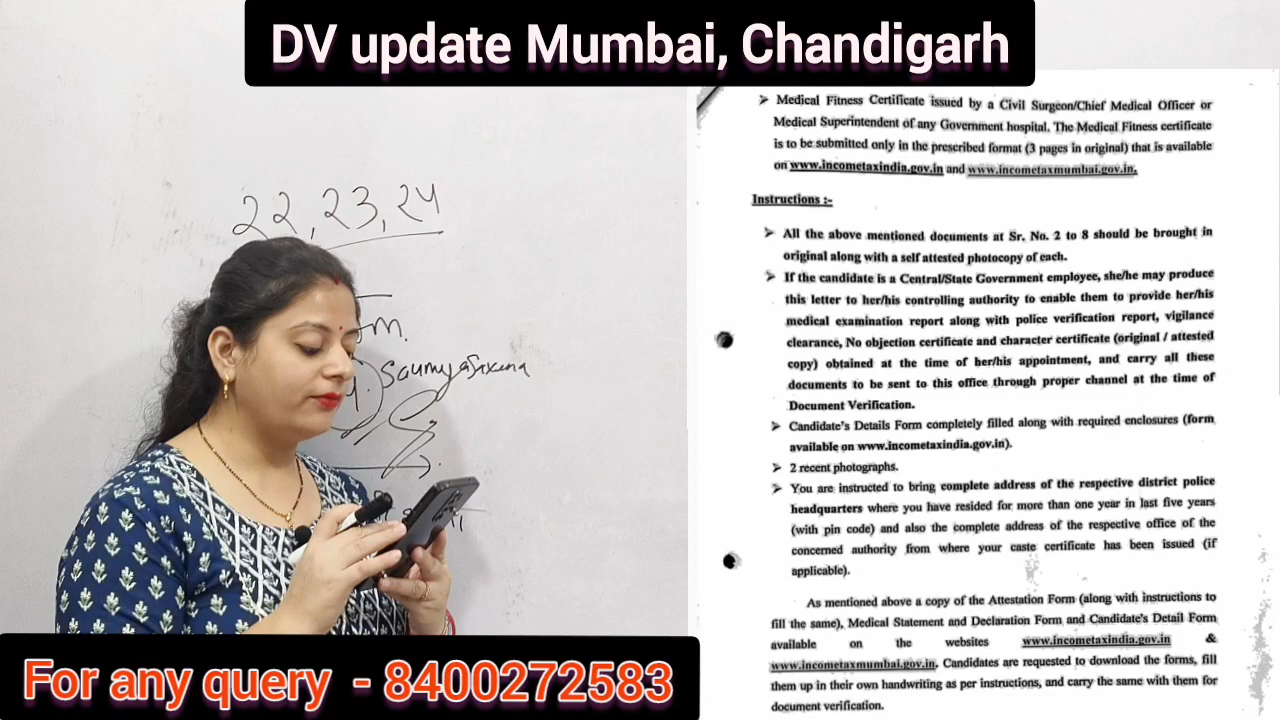 DV update Mumbai, Chandigarh
22, 23, 24
m.
Saumya Saxena
For any query - 8400272583
➢ Medical Fitness Certificate issued by a Civil Surgeon/Chief Medical Officer or
Medical Superintendent of any Government hospital. The Medical Fitness certificate
is to be submitted only in the prescribed format (3 pages in original) that is available
on www.incometaxindia.gov.in and www.incometaxmumbai.gov.in.
Instructions :-
➢ All the above mentioned documents at Sr. No. 2 to 8 should be brought in
original along with a self attested photocopy of each.
➢ If the candidate is a Central/State Government employee, she/he may produce
this letter to her/his controlling authority to enable them to provide her/his
medical examination report along with police verification report, vigilance
clearance, No objection certificate and character certificate (original / attested
copy) obtained at the time of her/his appointment, and carry all these
documents to be sent to this office through proper channel at the time of
Document Verification.
➢ Candidate's Details Form completely filled along with required enclosures (form
available on www.incometaxindia.gov.in).
➢ 2 recent photographs.
➢ You are instructed to bring complete address of the respective district police
headquarters where you have resided for more than one year in last five years
(with pin code) and also the complete address of the respective office of the
concerned authority from where your caste certificate has been issued (if
applicable).
As mentioned above a copy of the Attestation Form (along with instructions to
fill the same), Medical Statement and Declaration Form and Candidate's Detail Form
available on the websites www.incometaxindia.gov.in &
www.incometaxmumbai.gov.in. Candidates are requested to download the forms, fill
them up in their own handwriting as per instructions, and carry the same with them for
document verification.